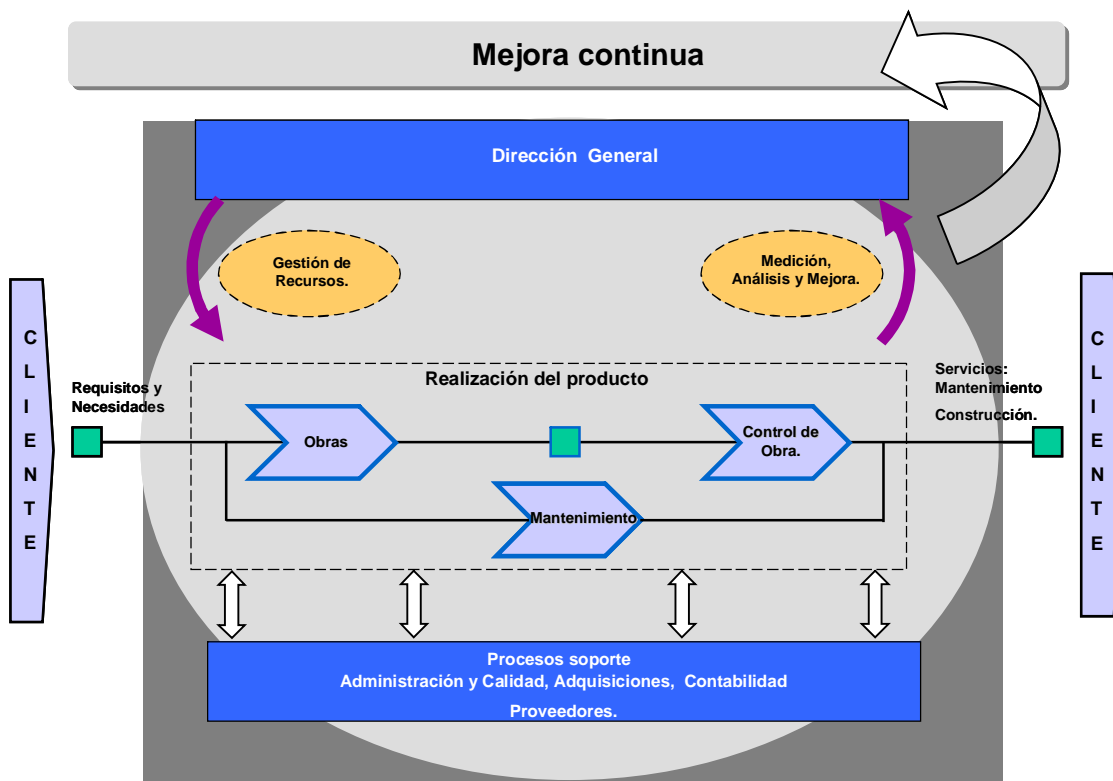 Mejora continua
Dirección General
Gestión de
Recursos.
Medición,
Análisis y Mejora.
C
L
I
E
N
T
E
Requisitos y
Necesidades
Realización del producto
Servicios:
Mantenimiento
Construcción.
Obras
Control de
Obra.
Mantenimiento
C
L
I
E
N
T
E
Procesos soporte
Administración y Calidad, Adquisiciones, Contabilidad
Proveedores.